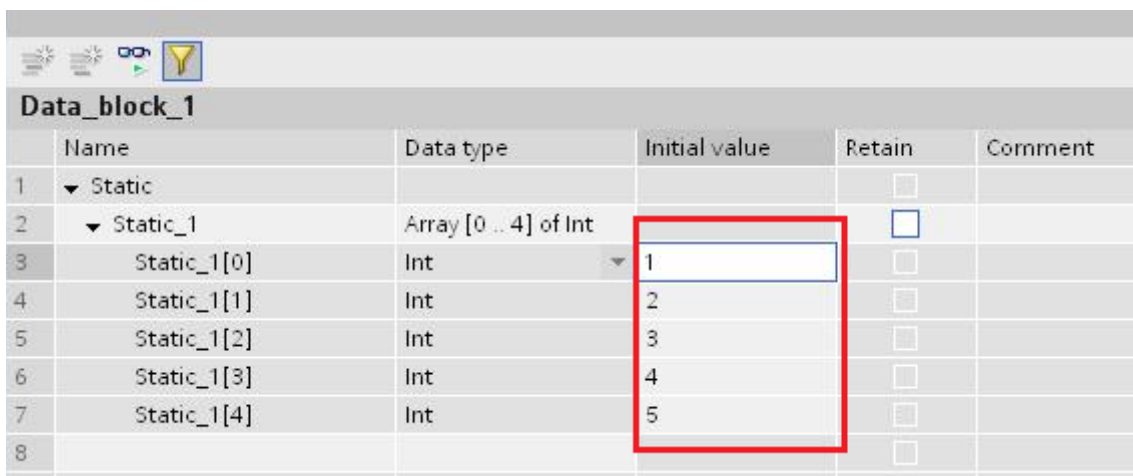 Data_block_1
Name Data type Initial value Retain Comment
1 Static
2 Static_1 Array [0 .. 4] of Int
3 Static_1[0] Int 1
4 Static_1[1] Int 2
5 Static_1[2] Int 3
6 Static_1[3] Int 4
7 Static_1[4] Int 5
8